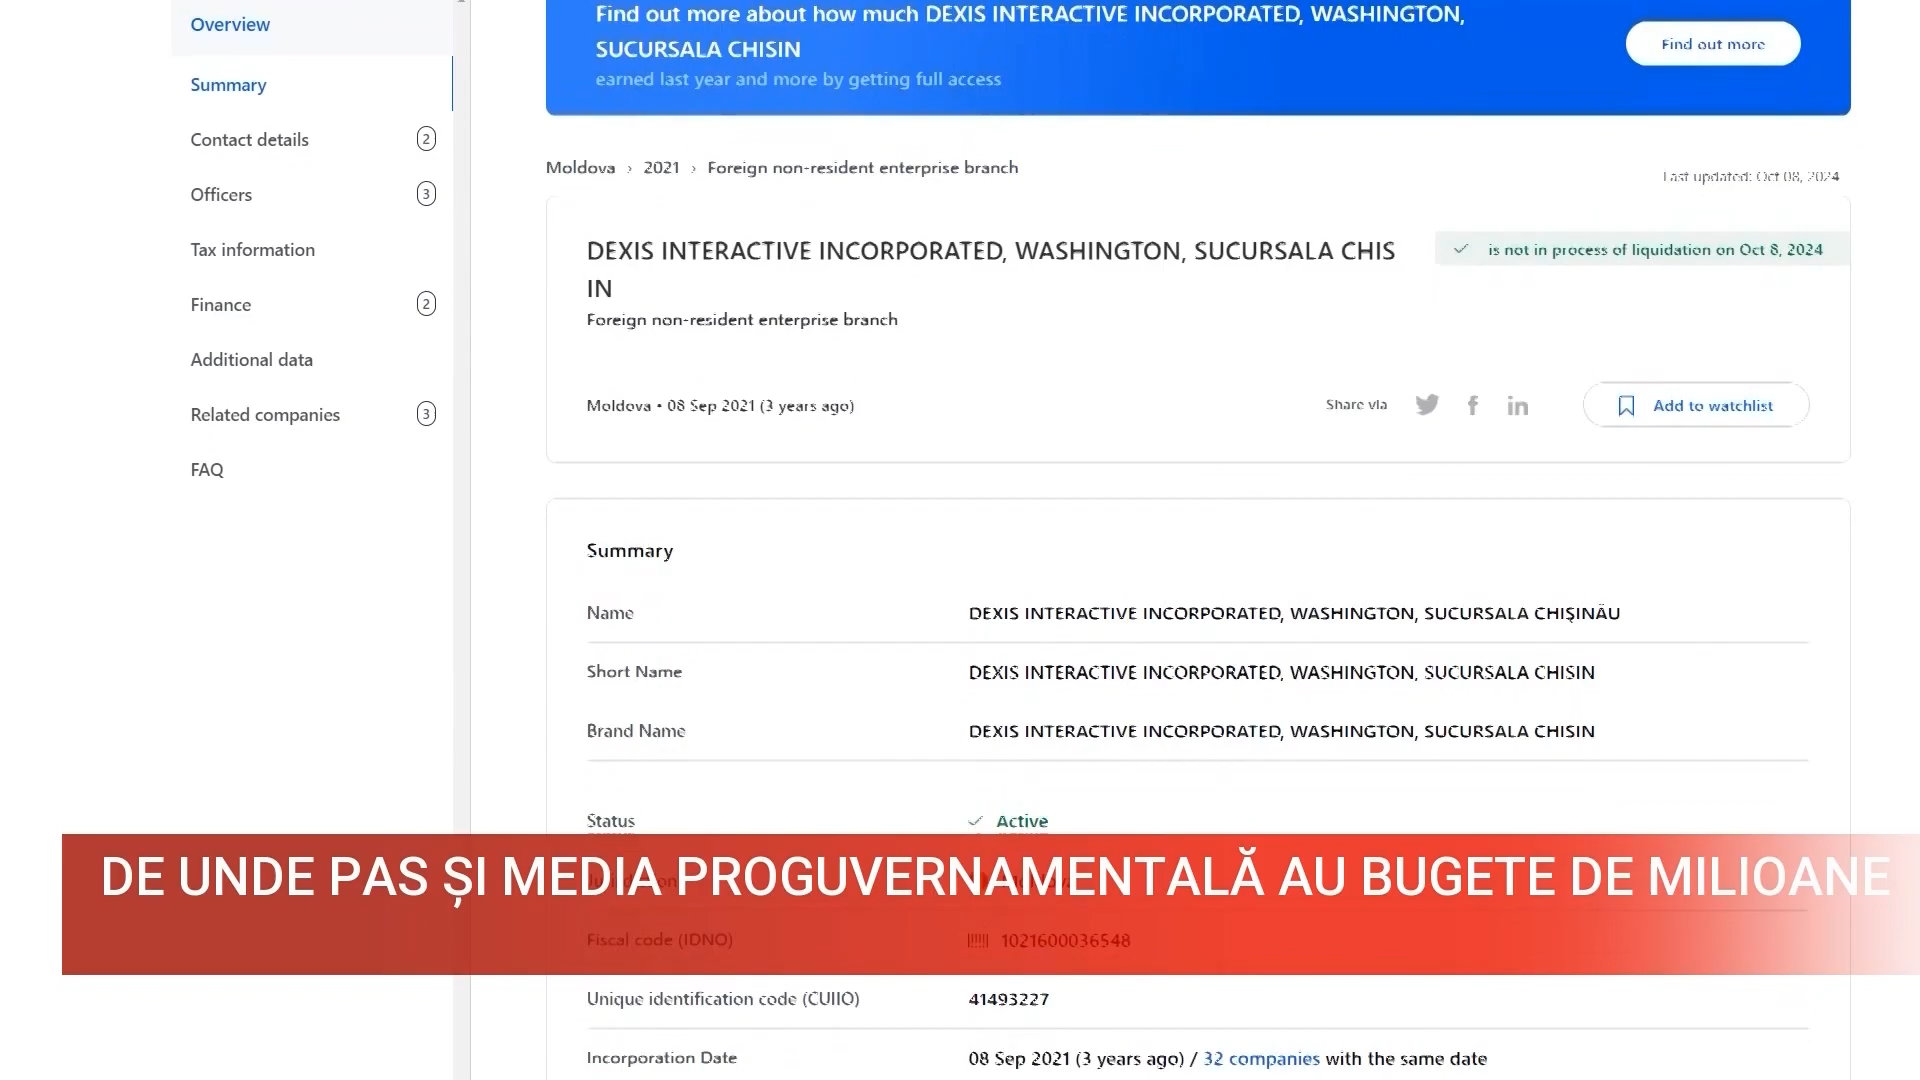 Overview
Summary
Contact details 2
Officers 3
Tax information
Finance 2
Additional data
Related companies 3
FAQ
Find out more about how much DEXIS INTERACTIVE INCORPORATED, WASHINGTON,
SUCURSALA CHISIN
earned last year and more by getting full access
Find out more
Moldova › 2021 › Foreign non-resident enterprise branch
Last updated: Oct 08, 2024
DEXIS INTERACTIVE INCORPORATED, WASHINGTON, SUCURSALA CHIS
IN
is not in process of liquidation on Oct 8, 2024
Foreign non-resident enterprise branch
Moldova • 08 Sep 2021 (3 years ago)
Share via
Add to watchlist
Summary
Name DEXIS INTERACTIVE INCORPORATED, WASHINGTON, SUCURSALA CHIŞINĂU
Short Name DEXIS INTERACTIVE INCORPORATED, WASHINGTON, SUCURSALA CHISIN
Brand Name DEXIS INTERACTIVE INCORPORATED, WASHINGTON, SUCURSALA CHISIN
Status Active
DE UNDE PAS ȘI MEDIA PROGUVERNAMENTALĂ AU BUGETE DE MILIOANE
Fiscal code (IDNO) 1021600036548
Unique identification code (CUIIO) 41493227
Incorporation Date 08 Sep 2021 (3 years ago) / 32 companies with the same date